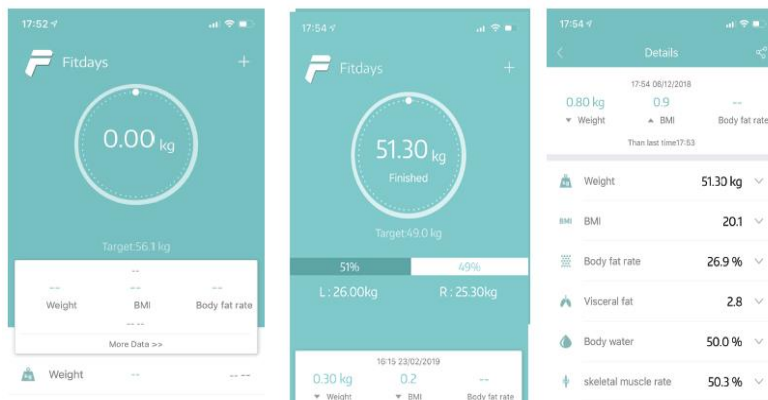 17:52
Fitdays
+
0.00 kg
Target:56.1 kg
--
-- -- --
Weight BMI Body fat rate
-- --
More Data >>
Weight -- -- --
17:54
Fitdays
+
51.30 kg
Finished
Target:49.0 kg
51% 49%
L : 26.00kg R : 25.30kg
16:15 23/02/2019
0.30 kg 0.2 --
▼ Weight ▼ BMI Body fat rate
17:54
< Details
17:54 08/12/2018
0.80 kg 0.9 --
▼ Weight ▲ BMI Body fat rate
Than last time17:53
Weight 51.30 kg
BMI BMI 20.1
Body fat rate 26.9 %
Visceral fat 2.8
Body water 50.0 %
skeletal muscle rate 50.3 %